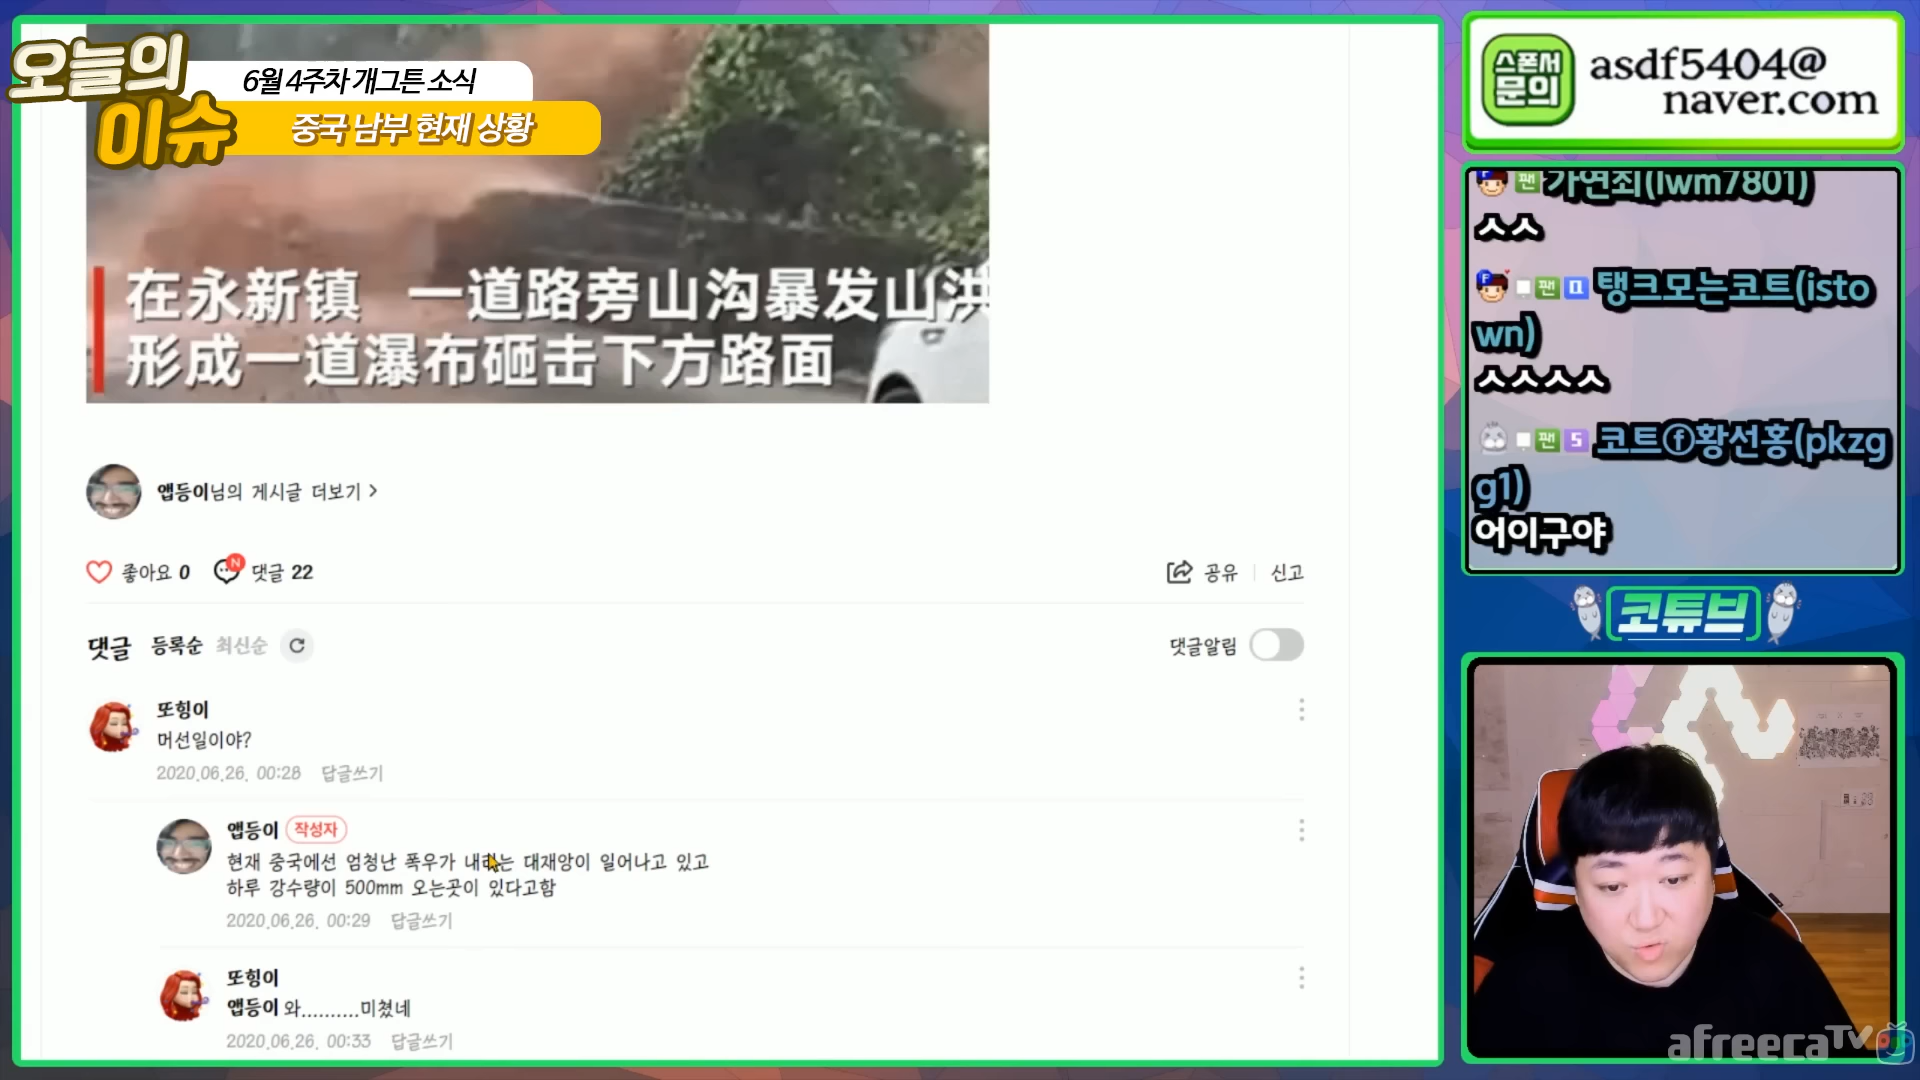 오늘의
이슈
6월 4주차 개그튼 소식
중국 남부 현재 상황
在永新镇 一道路旁山沟暴发山洪
形成一道瀑布砸击下方路面
앱등이님의 게시글 더보기 >
좋아요 0 N 댓글 22
공유 신고
댓글 등록순 최신순
댓글알림
또힝이
머선일이야?
2020.06.26. 00:28 답글쓰기
앱등이 작성자
현재 중국에선 엄청난 폭우가 내리는 대재앙이 일어나고 있고
하루 강수량이 500mm 오는곳이 있다고함
2020.06.26. 00:29 답글쓰기
또힝이
앱등이 와..........미쳤네
2020.06.26. 00:33 답글쓰기
스폰서
문의
asdf5404@
naver.com
팬 가연죄(lwm7801)
ㅅㅅ
팬 탱크모는코트(isto
wn)
ㅅㅅㅅㅅ
팬 5 코트ⓕ황선홍(pkzg
g1)
어이구야
코튜브
afreecaTV